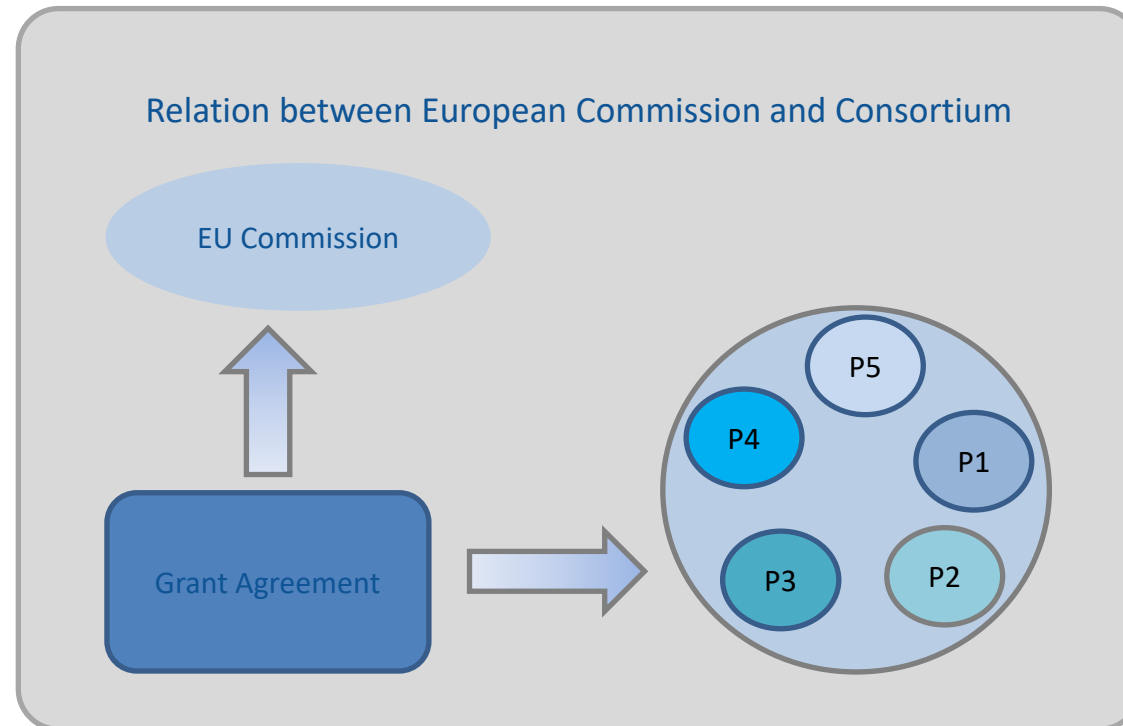 Relation between European Commission and Consortium
EU Commission
P5
P4
P1
P3
P2
Grant Agreement